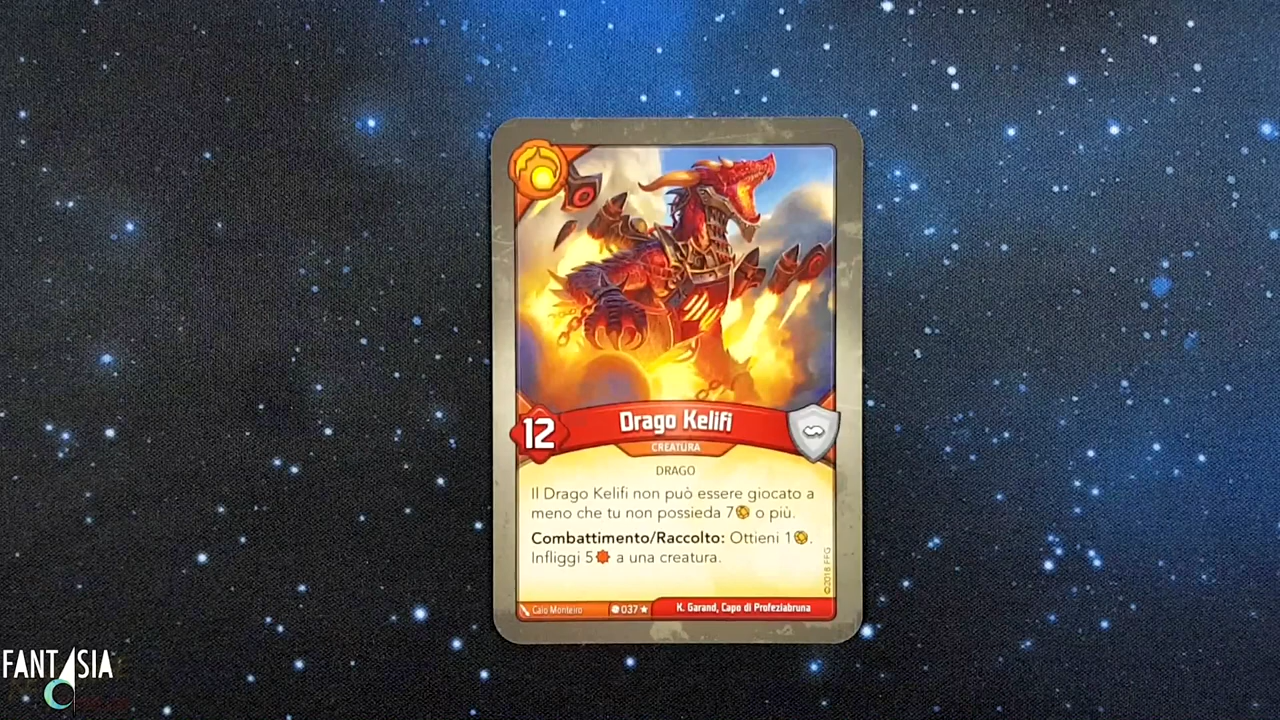 12
Drago Kelifi
CREATURA
DRAGO
Il Drago Kelifi non può essere giocato a
meno che tu non possieda 7 o più.
Combattimento/Raccolto: Ottieni 1.
Infliggi 5 a una creatura.
©2018 FFG
Caio Monteiro
037
K. Garand, Capo di Profeziabruna
FANTASIA